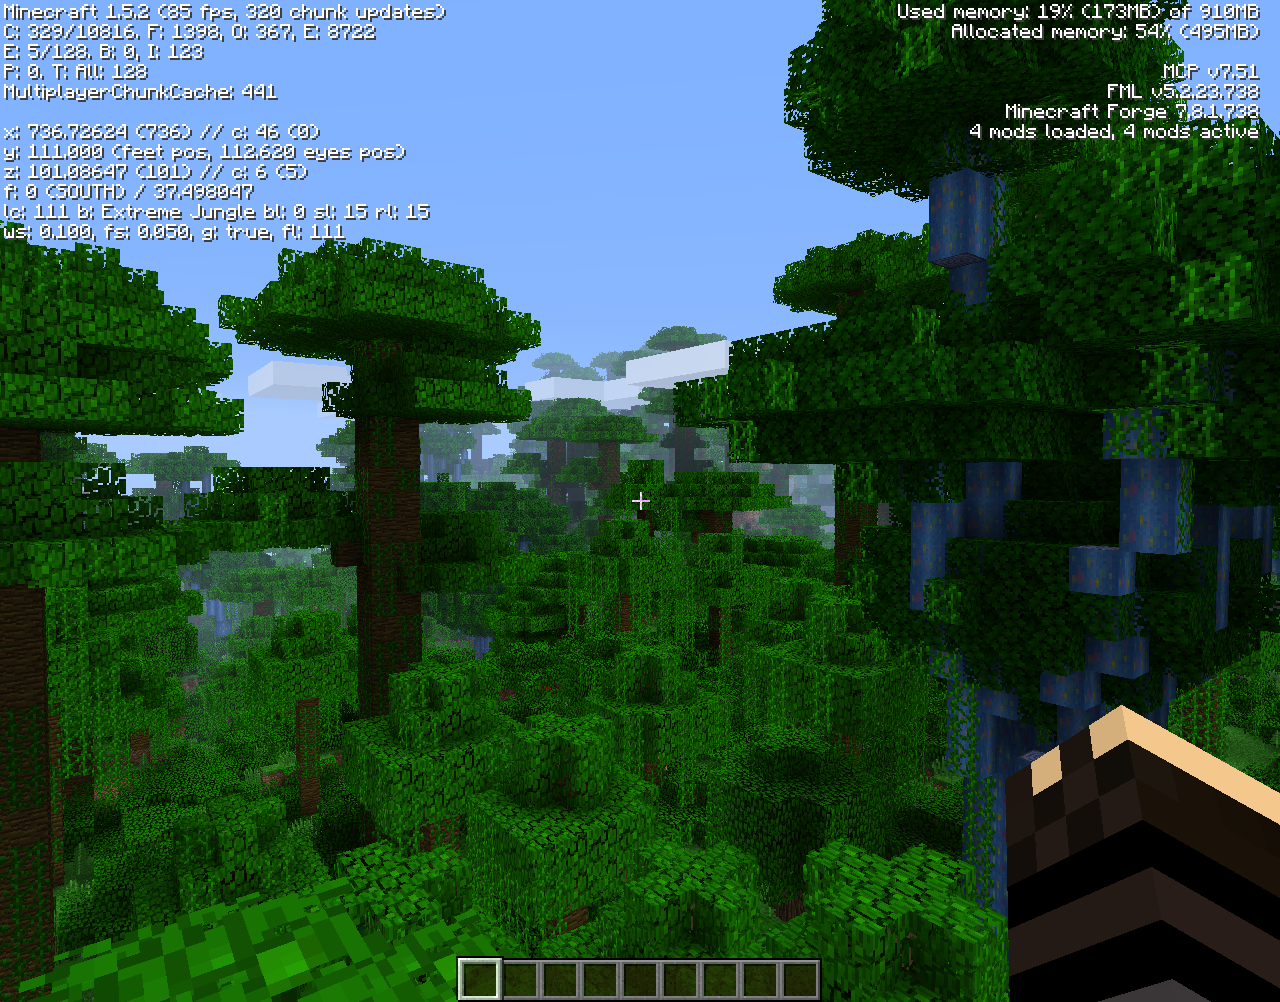 Minecraft 1.5.2 (85 fps, 320 chunk updates)
C: 329/10816. F: 1398, O: 367, E: 8722
E: 5/128. B: 0, I: 123
P: 0, T: All: 128
MultiplayerChunkCache: 441
x: 736.72624 (736) // c: 46 (0)
y: 111.000 (feet pos, 112.620 eyes pos)
z: 101.08647 (101) // c: 6 (5)
f: 0 (SOUTH) / 37.498047
lc: 111 b: Extreme Jungle bl: 0 sl: 15 rl: 15
ws: 0.100, fs: 0.050, g: true, fl: 111
Used memory: 19% (173MB) of 910MB
Allocated memory: 54% (495MB)
MCP v7.51
FML v5.2.23.738
Minecraft Forge 7.8.1.738
4 mods loaded, 4 mods active